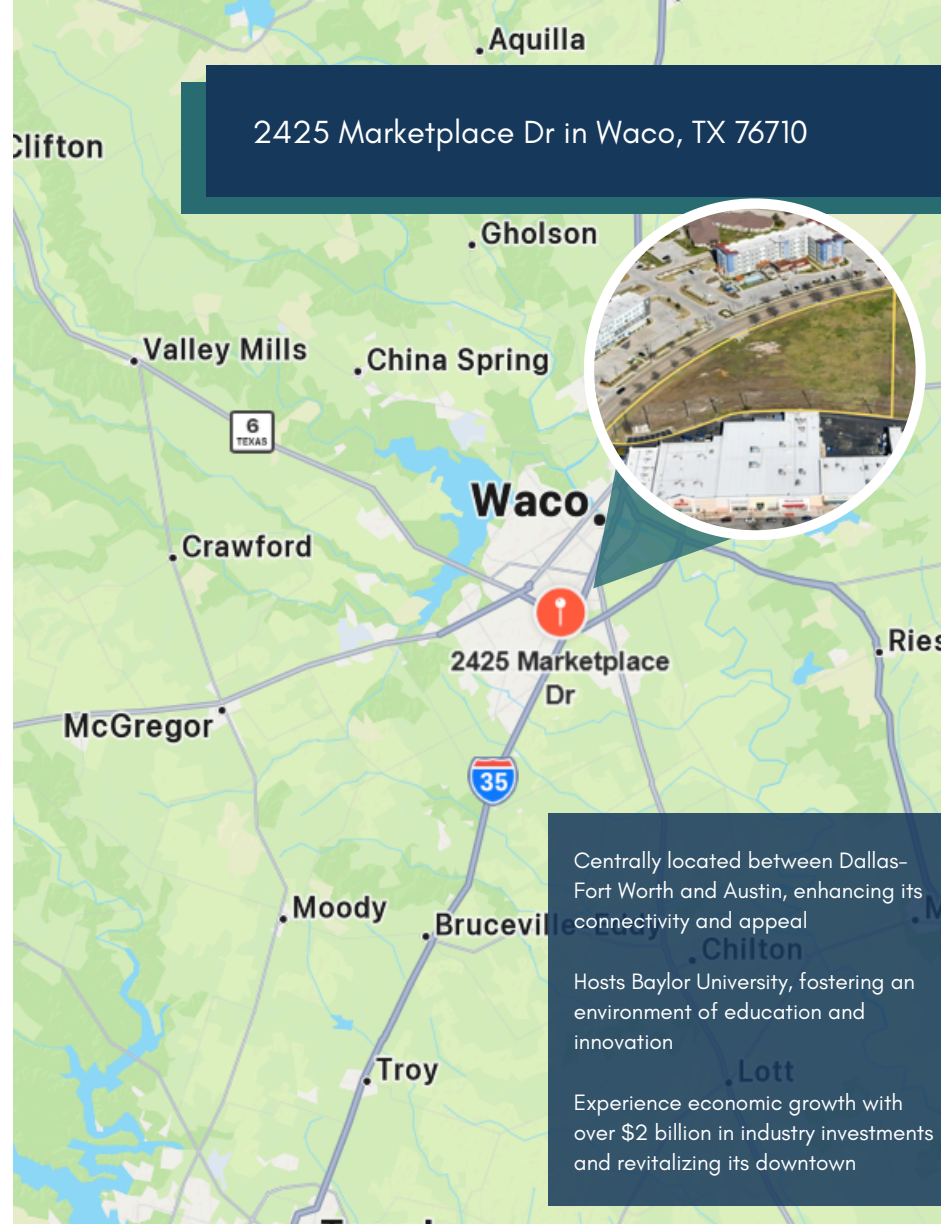 Aquilla
2425 Marketplace Dr in Waco, TX 76710
Clifton
Gholson
Valley Mills
China Spring
6
TEXAS
Waco
Crawford
2425 Marketplace
Dr
Ries
McGregor
35
Centrally located between Dallas-
Fort Worth and Austin, enhancing its
connectivity and appeal
Moody
Bruceville-Eddy
M
Chilton
Hosts Baylor University, fostering an
environment of education and
innovation
Troy
Lott
Experience economic growth with
over $2 billion in industry investments
and revitalizing its downtown